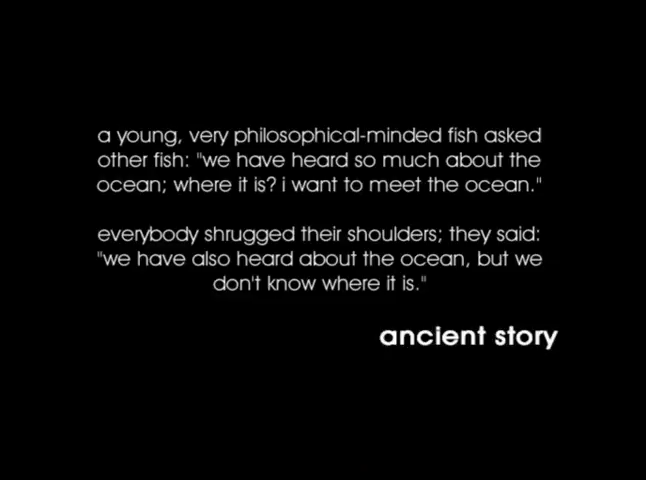 a young, very philosophical-minded fish asked
other fish: "we have heard so much about the
ocean; where it is? i want to meet the ocean."
everybody shrugged their shoulders; they said:
"we have also heard about the ocean, but we
don't know where it is."
ancient story